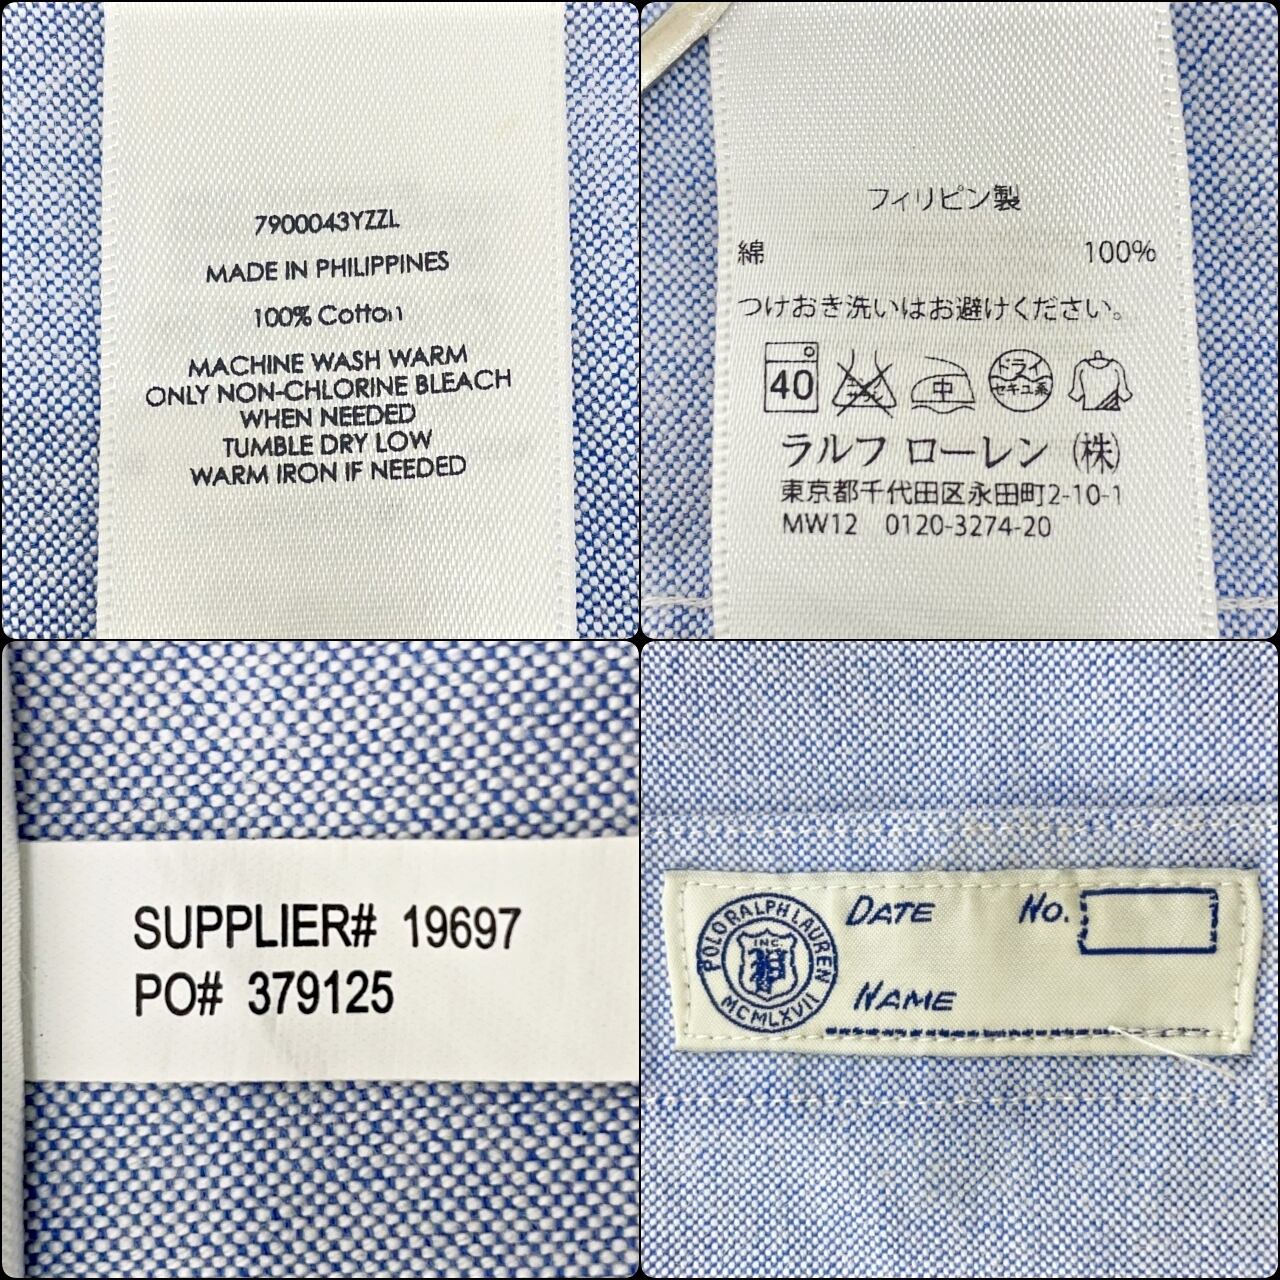 7900043YZZL
MADE IN PHILIPPINES
100% Cotton
MACHINE WASH WARM
ONLY NON-CHLORINE BLEACH
WHEN NEEDED
TUMBLE DRY LOW
WARM IRON IF NEEDED
フィリピン製
綿 100%
つけおき洗いはお避けください。
40 中 ドライ
セキユ系
ラルフ ローレン (株)
東京都千代田区永田町2-10-1
MW12 0120-3274-20
SUPPLIER# 19697
PO# 379125
POLO RALPH LAUREN
INC.
MCMLXVII
DATE No.
NAME